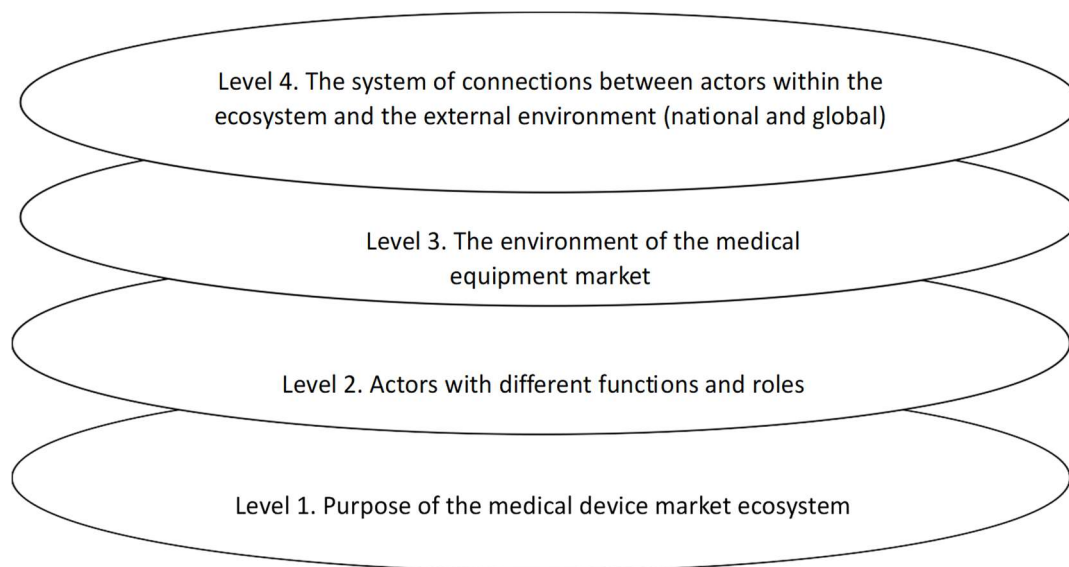 Level 4. The system of connections between actors within the
ecosystem and the external environment (national and global)
Level 3. The environment of the medical
equipment market
Level 2. Actors with different functions and roles
Level 1. Purpose of the medical device market ecosystem